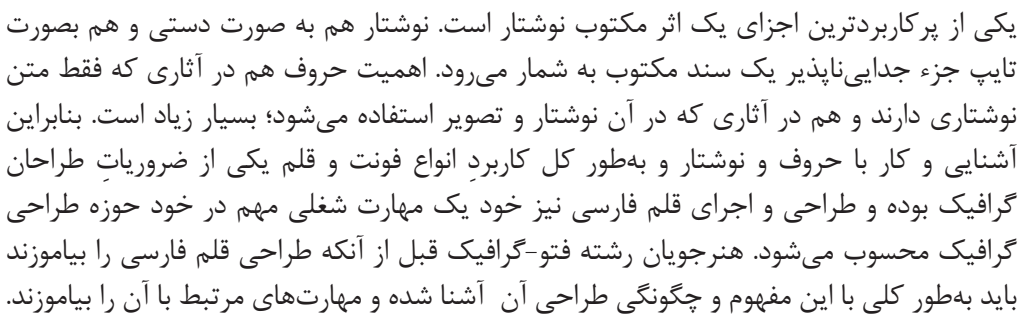 یکی از پرکاربردترین اجزای یک اثر مکتوب نوشتار است. نوشتار هم به صورت دستی و هم بصورت
تایپ جزء جدایی‌ناپذیر یک سند مکتوب به شمار می‌رود. اهمیت حروف هم در آثاری که فقط متن
نوشتاری دارند و هم در آثاری که در آن نوشتار و تصویر استفاده می‌شود؛ بسیار زیاد است. بنابراین
آشنایی و کار با حروف و نوشتار و به‌طور کل کاربردِ انواع فونت و قلم یکی از ضروریاتِ طراحان
گرافیک بوده و طراحی و اجرای قلم فارسی نیز خود یک مهارت شغلی مهم در خود حوزه طراحی
گرافیک محسوب می‌شود. هنرجویان رشته فتو-گرافیک قبل از آنکه طراحی قلم فارسی را بیاموزند
باید به‌طور کلی با این مفهوم و چگونگی طراحی آن آشنا شده و مهارت‌های مرتبط با آن را بیاموزند.